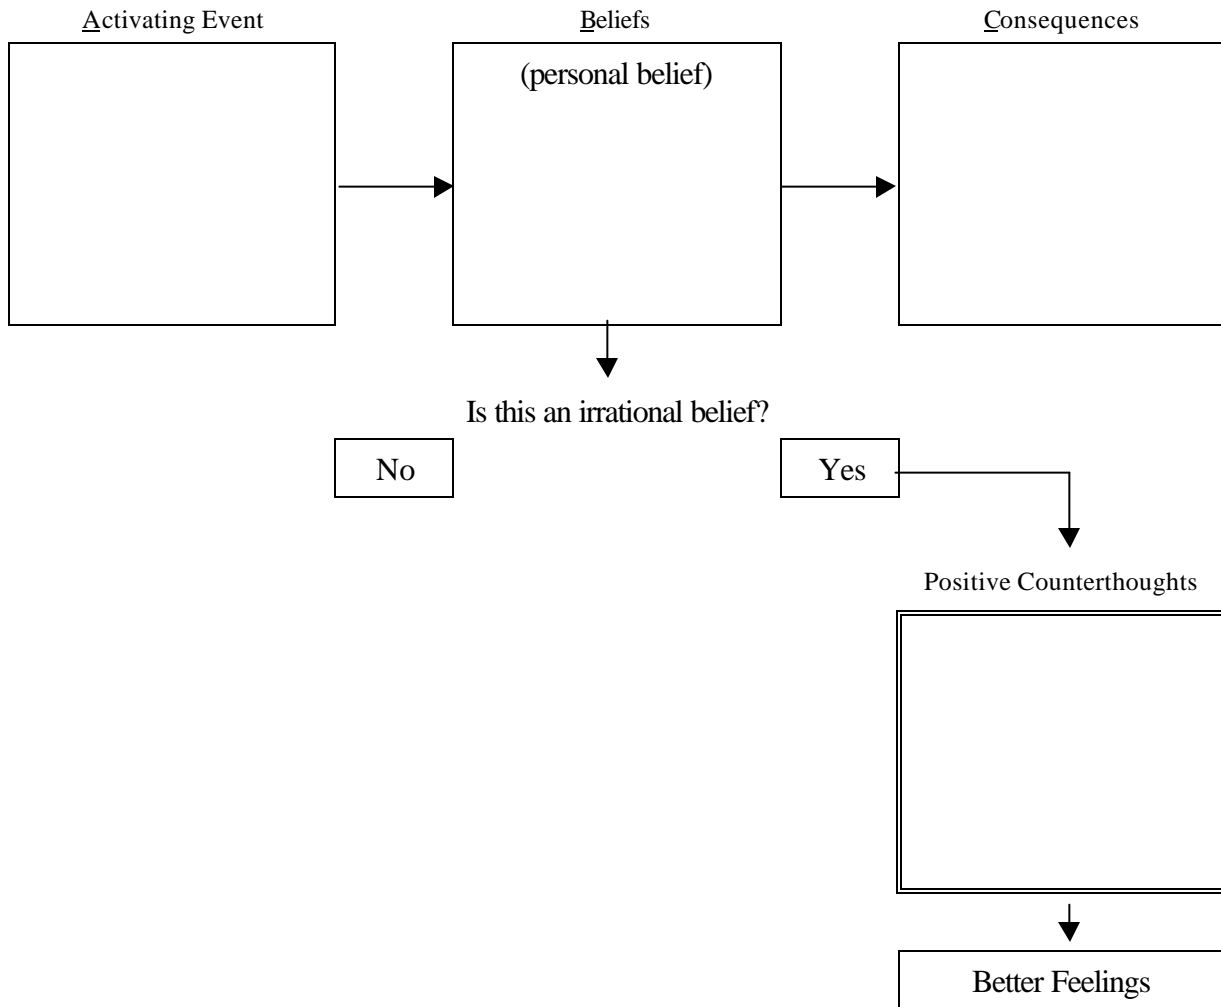 Activating Event
Beliefs
Consequences
(personal belief)
Is this an irrational belief?
No
Yes
Positive Counterthoughts
Better Feelings